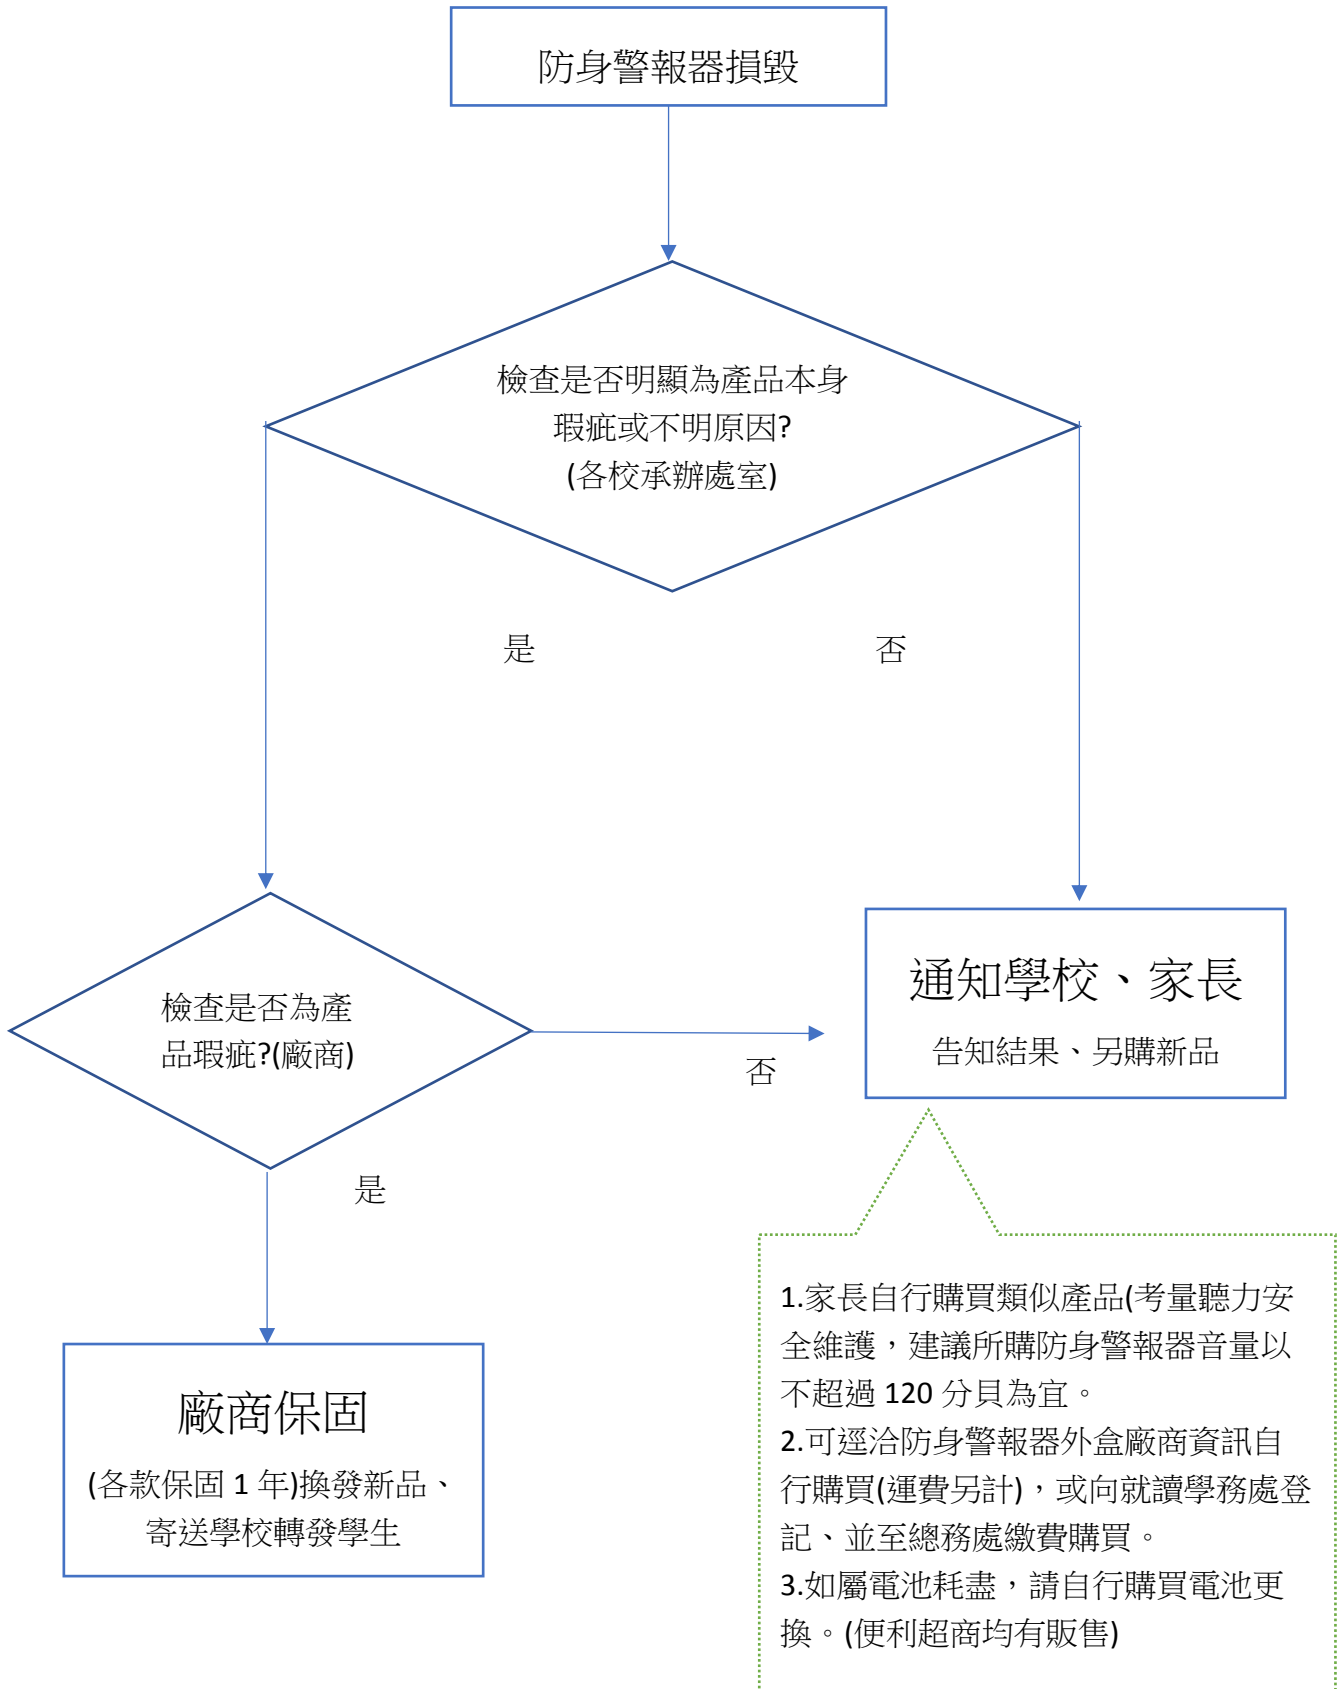 防身警報器損毀
檢查是否明顯為產品本身
瑕疵或不明原因?
(各校承辦處室)
是
否
檢查是否為產
品瑕疵?(廠商)
否
通知學校、家長
告知結果、另購新品
是
廠商保固
(各款保固 1 年)換發新品、
寄送學校轉發學生
1.家長自行購買類似產品(考量聽力安
全維護，建議所購防身警報器音量以
不超過 120 分貝為宜。
2.可逕洽防身警報器外盒廠商資訊自
行購買(運費另計)，或向就讀學務處登
記、並至總務處繳費購買。
3.如屬電池耗盡，請自行購買電池更
換。(便利超商均有販售)